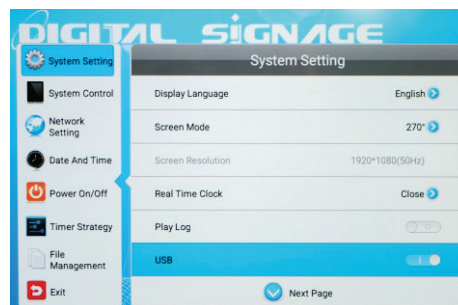 DIGITAL SIGNAGE
System Setting
System Setting
System Control
Network
Setting
Date And Time
Power On/Off
Timer Strategy
File
Management
Exit
Display Language English
Screen Mode 270°
Screen Resolution 1920*1080(50Hz)
Real Time Clock Close
Play Log
USB
Next Page